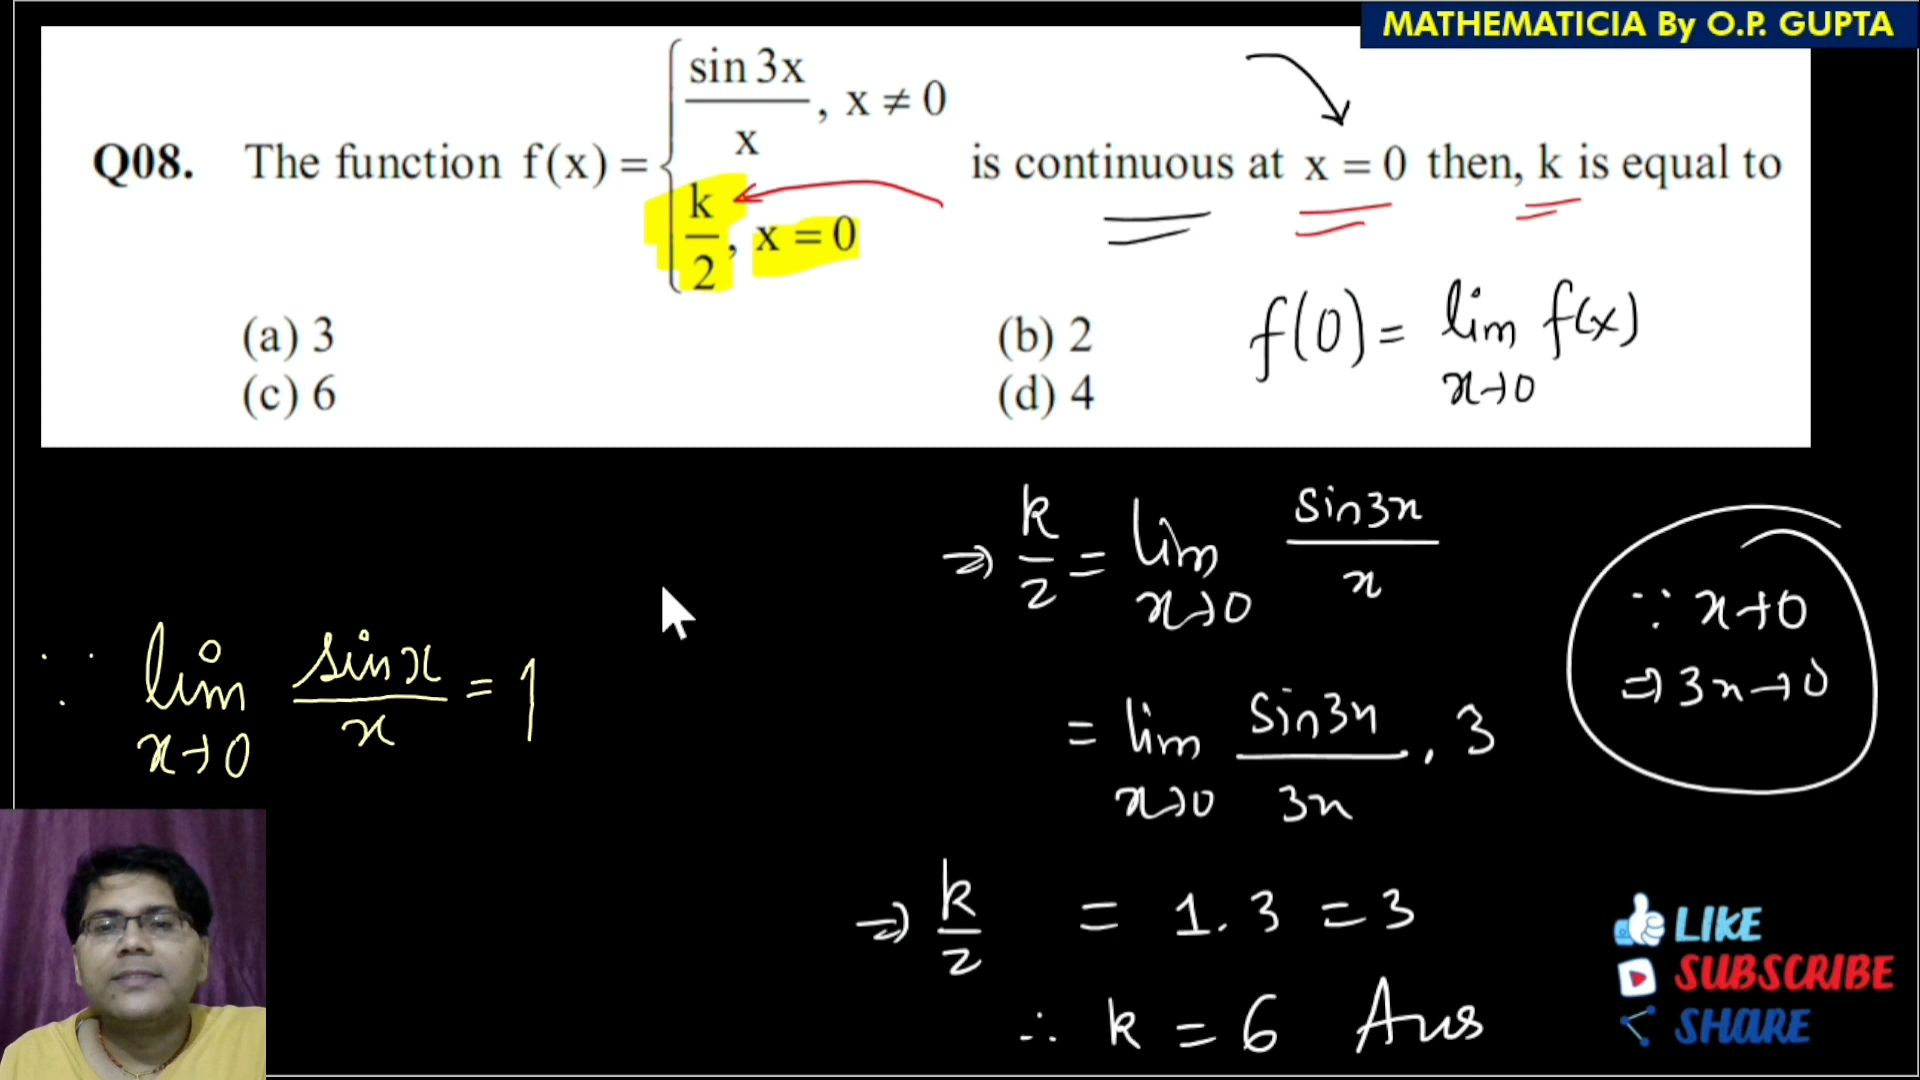 MATHEMATICIA By O.P. GUPTA
Q08. The function f(x) = { sin 3x / x , x ≠ 0 ; k / 2 , x = 0 is continuous at x = 0 then, k is equal to
(a) 3 (b) 2
(c) 6 (d) 4
f(0) = lim x→0 f(x)
⇒ k/2 = lim x→0 sin3x / x
∵ x→0
⇒ 3x→0
∵ lim x→0 sin x / x = 1
= lim x→0 sin3x / 3x . 3
⇒ k/2 = 1.3 = 3
∴ k = 6 Ans
LIKE
SUBSCRIBE
SHARE